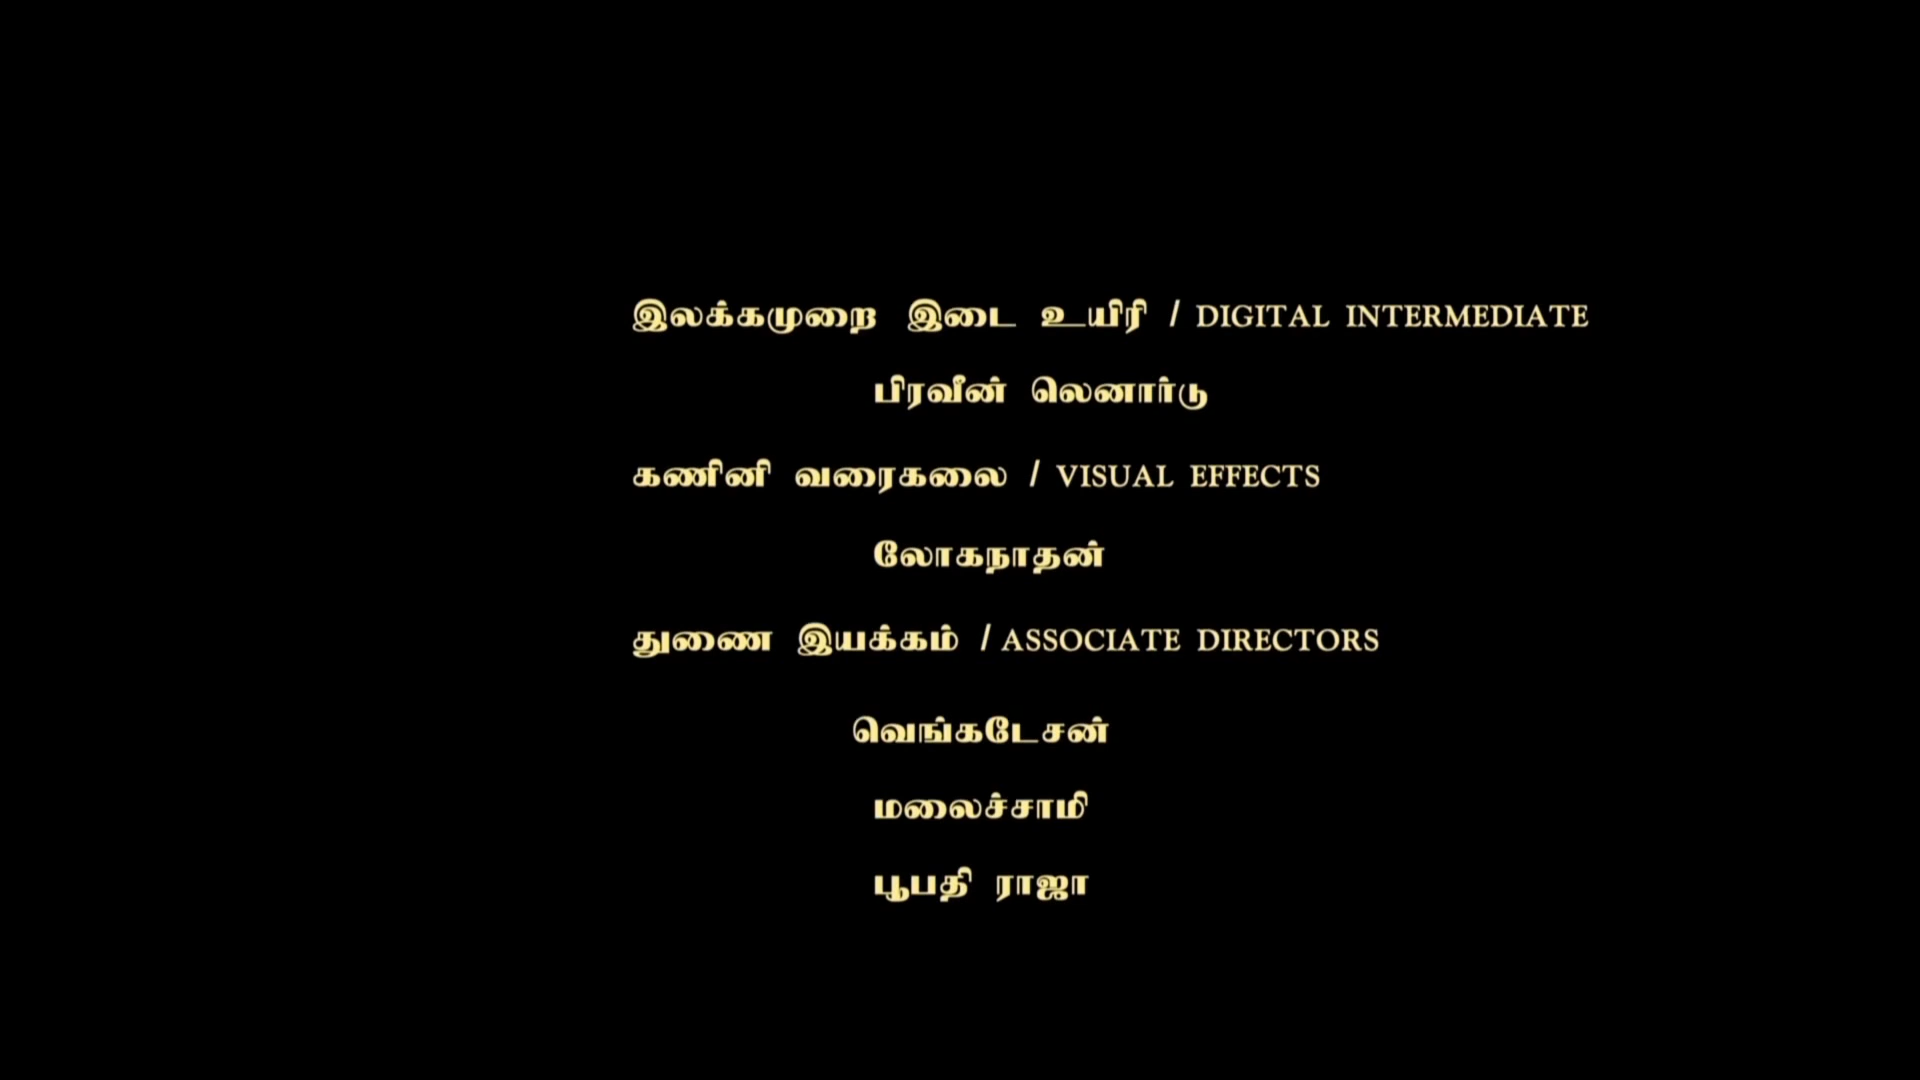 இலக்கமுறை இடை உயிரி / DIGITAL INTERMEDIATE
பிரவீன் லெனார்டு
கணினி வரைகலை / VISUAL EFFECTS
லோகநாதன்
துணை இயக்கம் / ASSOCIATE DIRECTORS
வெங்கடேசன்
மலைச்சாமி
பூபதி ராஜா